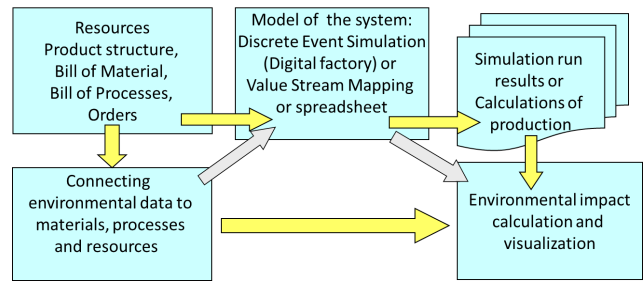 Resources
Product structure,
Bill of Material,
Bill of Processes,
Orders
Model of the system:
Discrete Event Simulation
(Digital factory) or
Value Stream Mapping
or spreadsheet
Simulation run
results or
Calculations of
production
Connecting
environmental data to
materials, processes
and resources
Environmental impact
calculation and
visualization